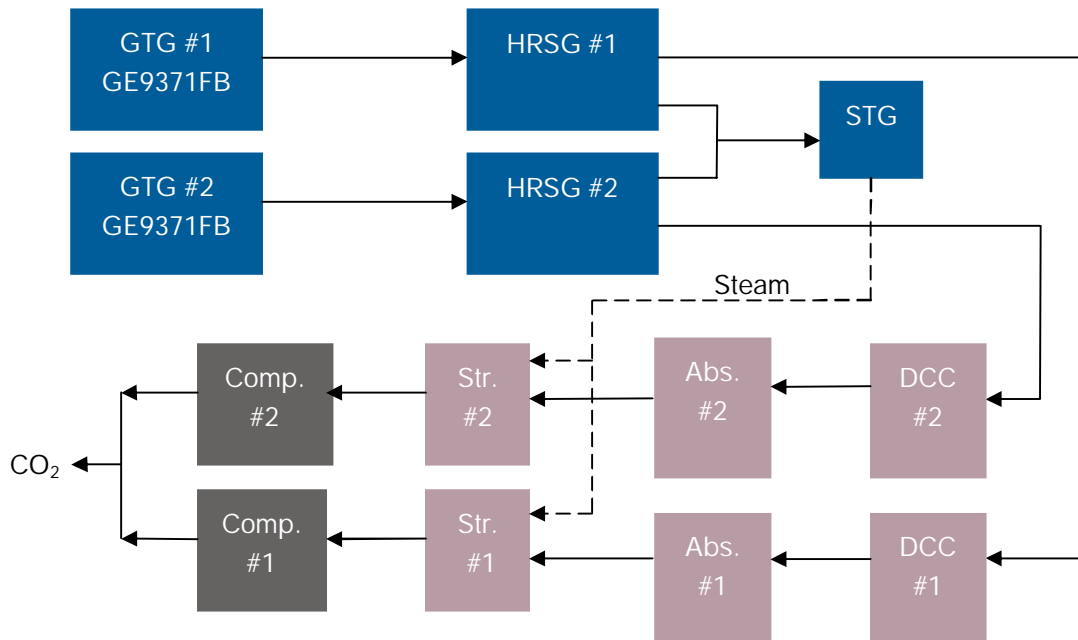 GTG #1
GE9371FB
HRSG #1
STG
GTG #2
GE9371FB
HRSG #2
Steam
Comp.
#2
Str.
#2
Abs.
#2
DCC
#2
CO₂
Comp.
#1
Str.
#1
Abs.
#1
DCC
#1